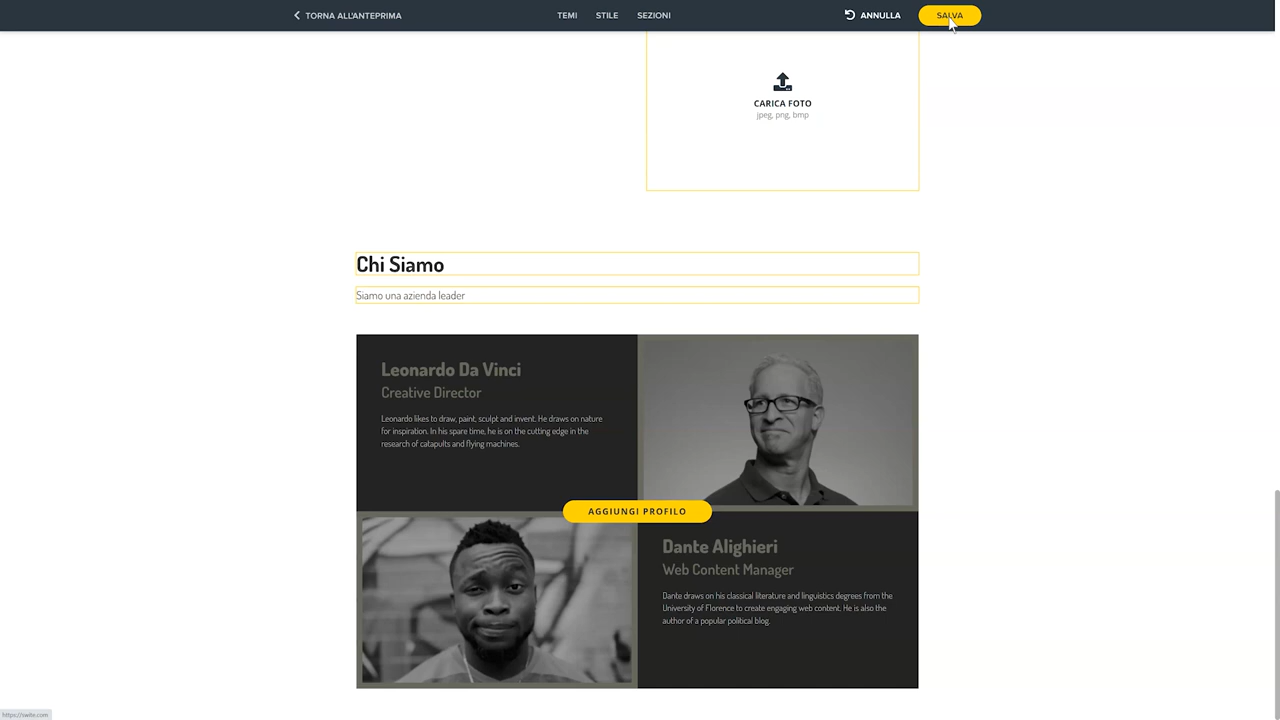 TORNA ALL'ANTEPRIMA
TEMI STILE SEZIONI
ANNULLA
SALVA
CARICA FOTO
jpeg, png, bmp
Chi Siamo
Siamo una azienda leader
Leonardo Da Vinci
Creative Director
Leonardo likes to draw, paint, sculpt and invent. He draws on nature
for inspiration. In his spare time, he is on the cutting edge in the
research of catapults and flying machines.
AGGIUNGI PROFILO
Dante Alighieri
Web Content Manager
Dante draws on his classical literature and linguistics degrees from the
University of Florence to create engaging web content. He is also the
author of a popular political blog.
https://swite.com